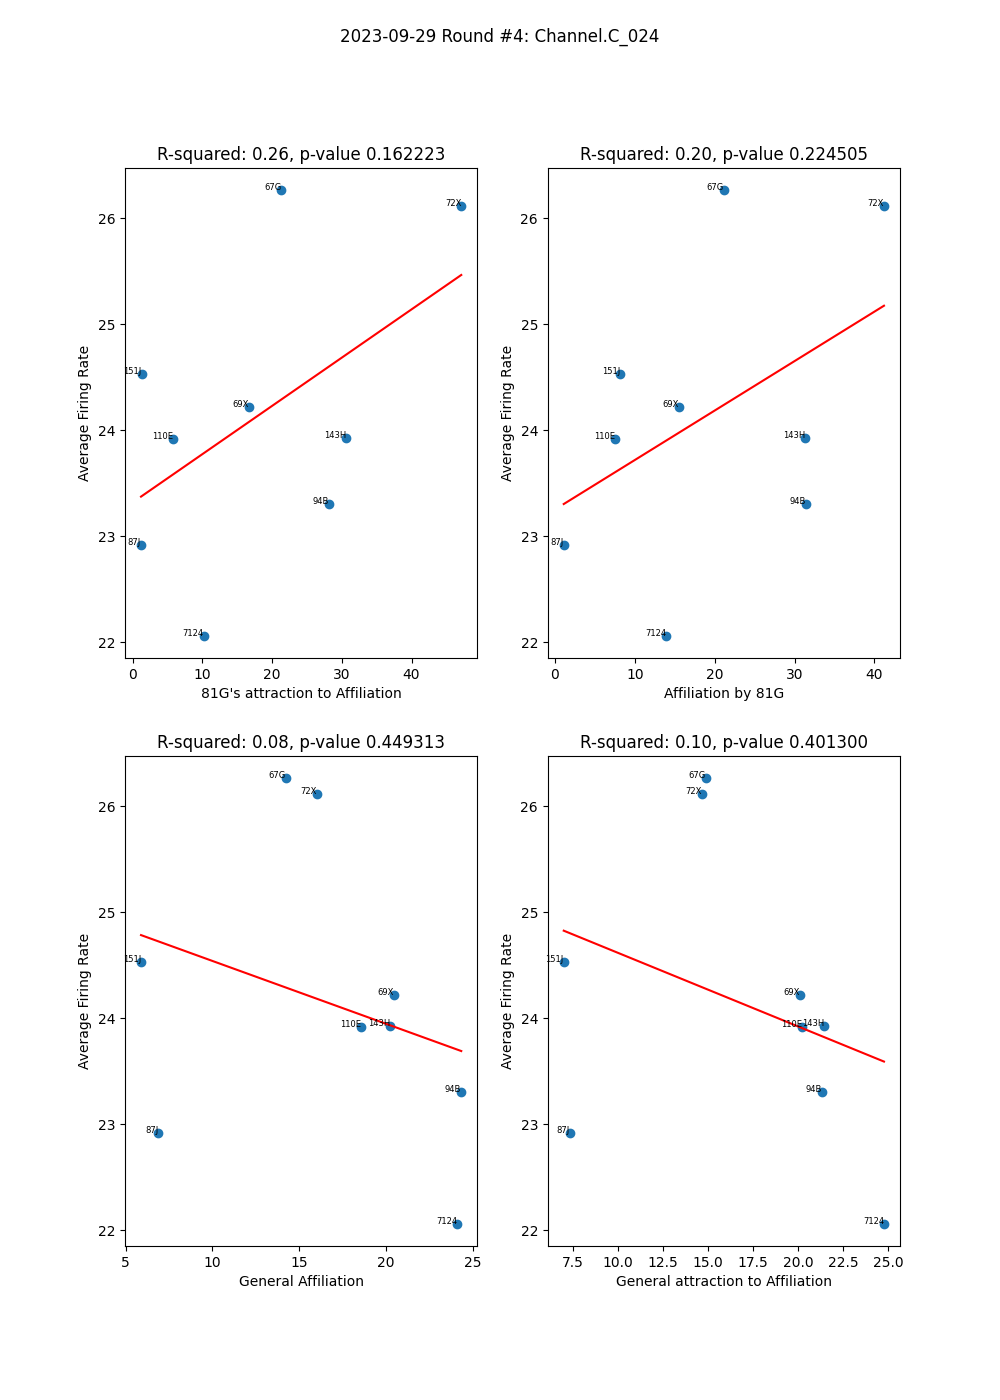 2023-09-29 Round #4: Channel.C_024
R-squared: 0.26, p-value 0.162223
Average Firing Rate
26
25
24
23
22
67G
72X
151J
69X
110E
143H
94B
87J
7124
0
10
20
30
40
81G's attraction to Affiliation
R-squared: 0.20, p-value 0.224505
Average Firing Rate
26
25
24
23
22
67G
72X
151J
69X
110E
143H
94B
87J
7124
0
10
20
30
40
Affiliation by 81G
R-squared: 0.08, p-value 0.449313
Average Firing Rate
26
25
24
23
22
67G
72X
151J
69X
110E
143H
94B
87J
7124
5
10
15
20
25
General Affiliation
R-squared: 0.10, p-value 0.401300
Average Firing Rate
26
25
24
23
22
67G
72X
151J
69X
110E
143H
94B
87J
7124
7.5
10.0
12.5
15.0
17.5
20.0
22.5
25.0
General attraction to Affiliation